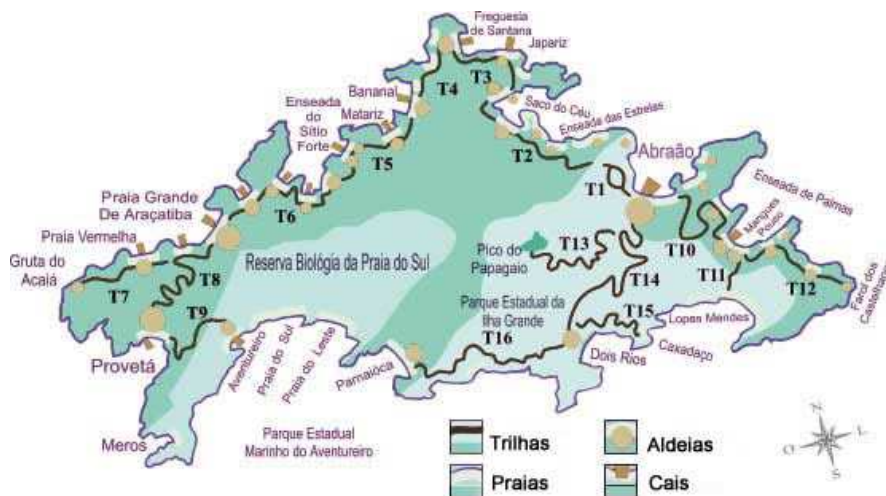 Freguesia
de Santana
Japariz
T4
T3
Bananal
Matariz
Saco do Céu
Enseada das Estrelas
Enseada
do
Sítio
Forte
T5
T2
Abraão
T1
Enseada de Palmas
Praia Grande
De Araçatiba
T6
Mangues
Pouso
Praia Vermelha
T13
T10
Gruta do
Acaiá
T8
Reserva Biológia da Praia do Sul
Pico do
Papagaio
T14
T11
T7
T12
Farol dos
Castelhanos
T9
Parque Estadual da
Ilha Grande
T15
Lopes Mendes
T16
Provetá
Aventureiro
Praia do Sul
Praia do Leste
Parnaióca
Dois Rios
Caxadaço
Meros
Parque Estadual
Marinho do Aventureiro
N
L
O
S
Trilhas
Aldeias
Praias
Cais